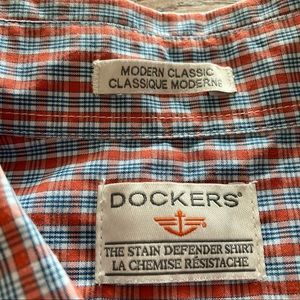 MODERN CLASSIC
CLASSIQUE MODERNE
DOCKERS®
THE STAIN DEFENDER SHIRT
LA CHEMISE RÉSISTACHE